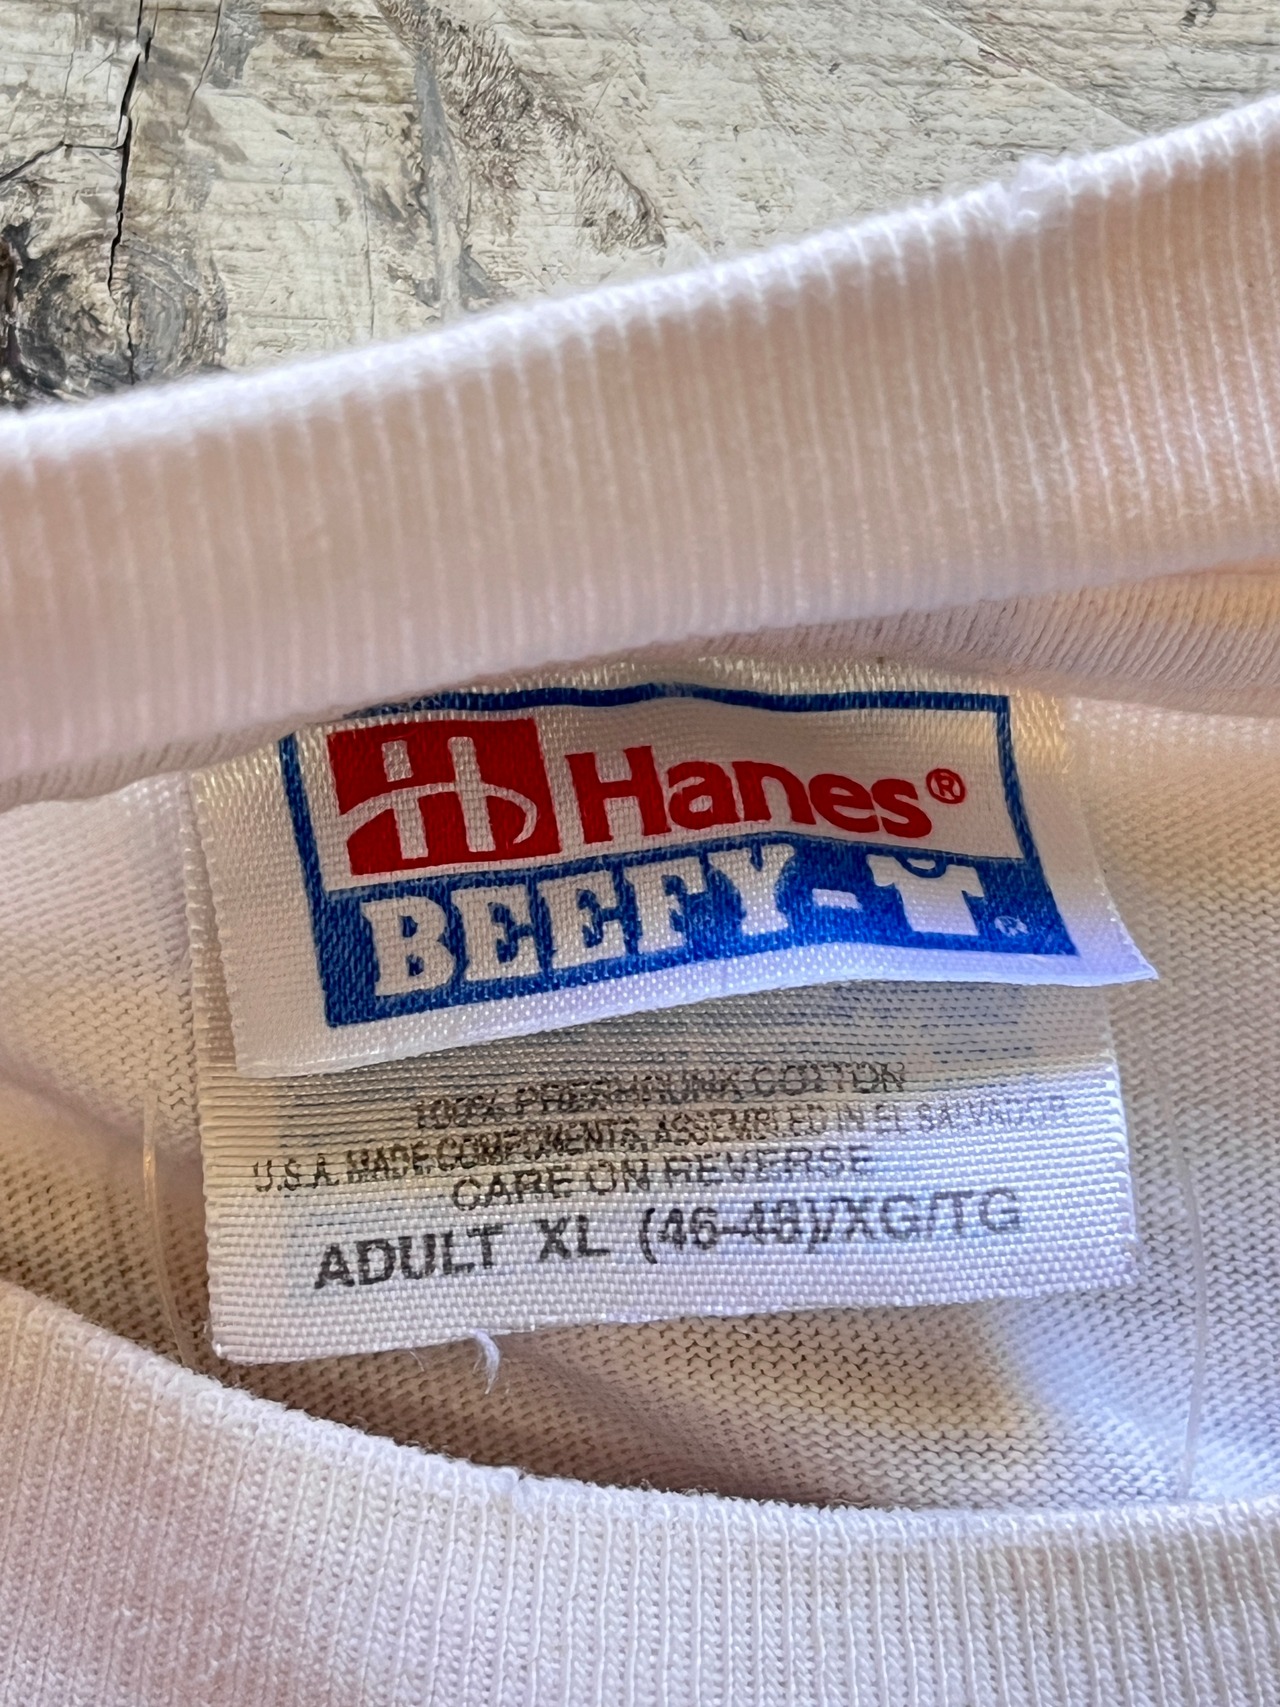 Hanes®
BEEFY-T®
100% PRESHRUNK COTTON
U.S.A. MADE COMPONENTS, ASSEMBLED IN EL SALVADOR
CARE ON REVERSE
ADULT XL (46-48)/XG/TG